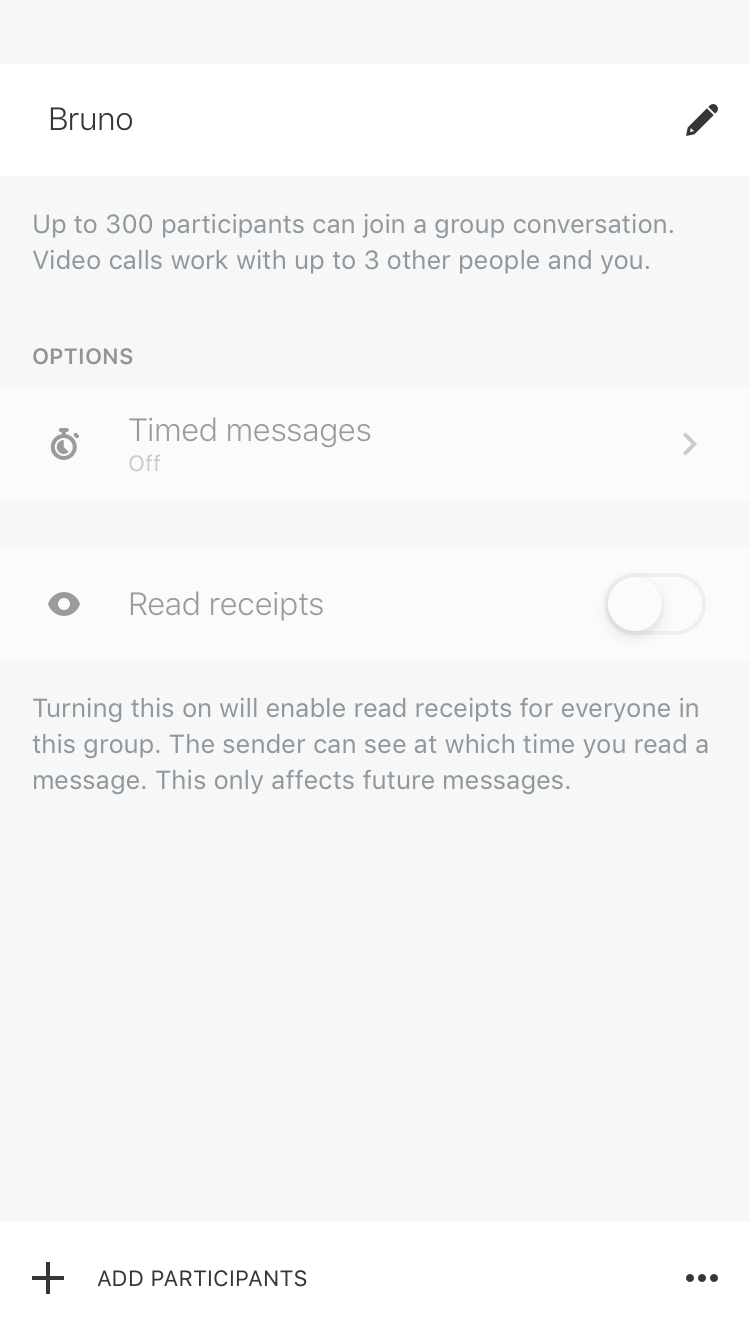 Bruno
Up to 300 participants can join a group conversation.
Video calls work with up to 3 other people and you.
OPTIONS
Timed messages
Off
Read receipts
Turning this on will enable read receipts for everyone in
this group. The sender can see at which time you read a
message. This only affects future messages.
ADD PARTICIPANTS